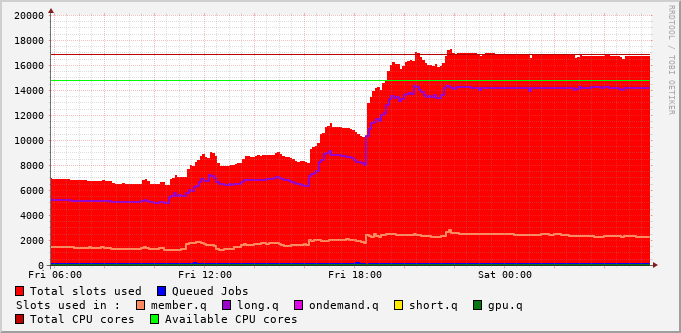 20000
18000
16000
14000
12000
10000
8000
6000
4000
2000
0
Fri 06:00 Fri 12:00 Fri 18:00 Sat 00:00
RRDTOOL / TOBI OETIKER
Total slots used Queued Jobs
Slots used in : member.q long.q ondemand.q short.q gpu.q
Total CPU cores Available CPU cores